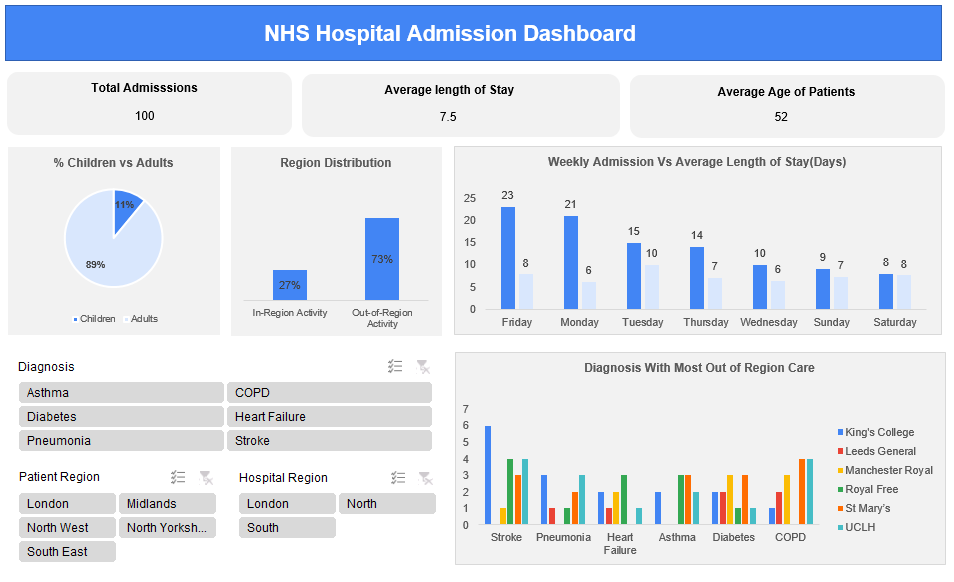 NHS Hospital Admission Dashboard
Total Admisssions
100
Average length of Stay
7.5
Average Age of Patients
52
% Children vs Adults
11%
89%
Children Adults
Region Distribution
27%
73%
In-Region Activity
Out-of-Region
Activity
Weekly Admission Vs Average Length of Stay(Days)
25
20
15
10
5
0
23 8
21 6
15 10
14 7
10 6
9 7
8 8
Friday Monday Tuesday Thursday Wednesday Sunday Saturday
Diagnosis
Asthma COPD
Diabetes Heart Failure
Pneumonia Stroke
Patient Region
London Midlands
North West North Yorksh...
South East
Hospital Region
London North
South
Diagnosis With Most Out of Region Care
7
6
5
4
3
2
1
0
Stroke Pneumonia Heart Asthma Diabetes COPD
Failure
King's College
Leeds General
Manchester Royal
Royal Free
St Mary's
UCLH